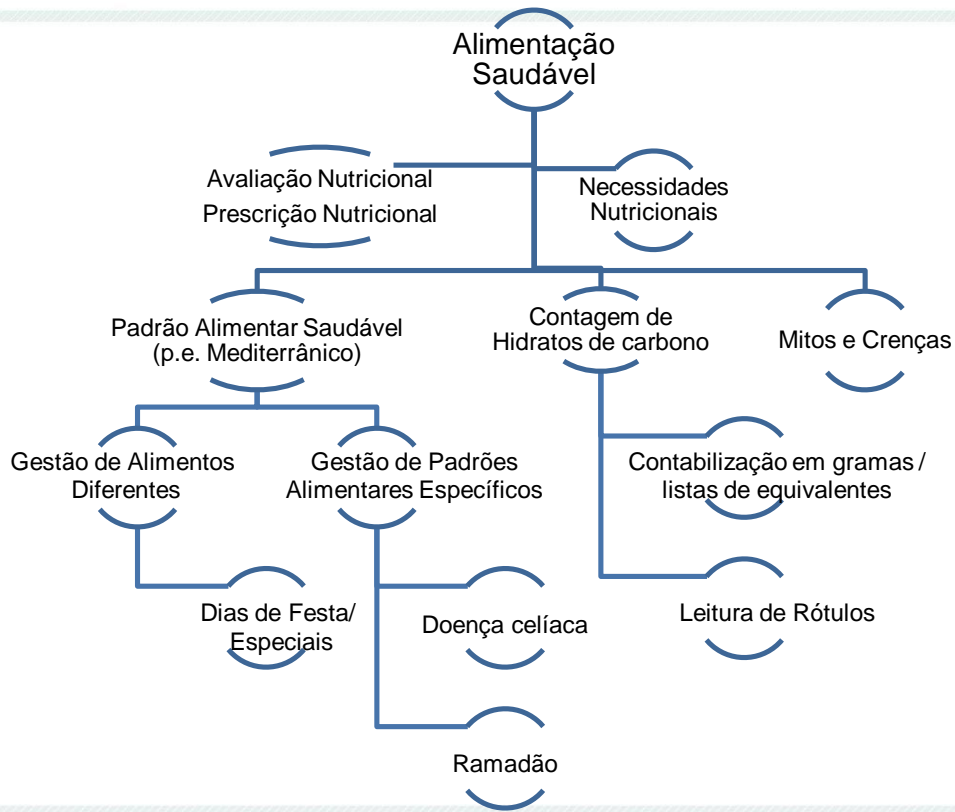 Alimentação
Saudável
Avaliação Nutricional
Prescrição Nutricional
Necessidades
Nutricionais
Padrão Alimentar Saudável
(p.e. Mediterrânico)
Contagem de
Hidratos de carbono
Mitos e Crenças
Gestão de Alimentos
Diferentes
Gestão de Padrões
Alimentares Específicos
Contabilização em gramas /
listas de equivalentes
Dias de Festa/
Especiais
Doença celíaca
Leitura de Rótulos
Ramadão